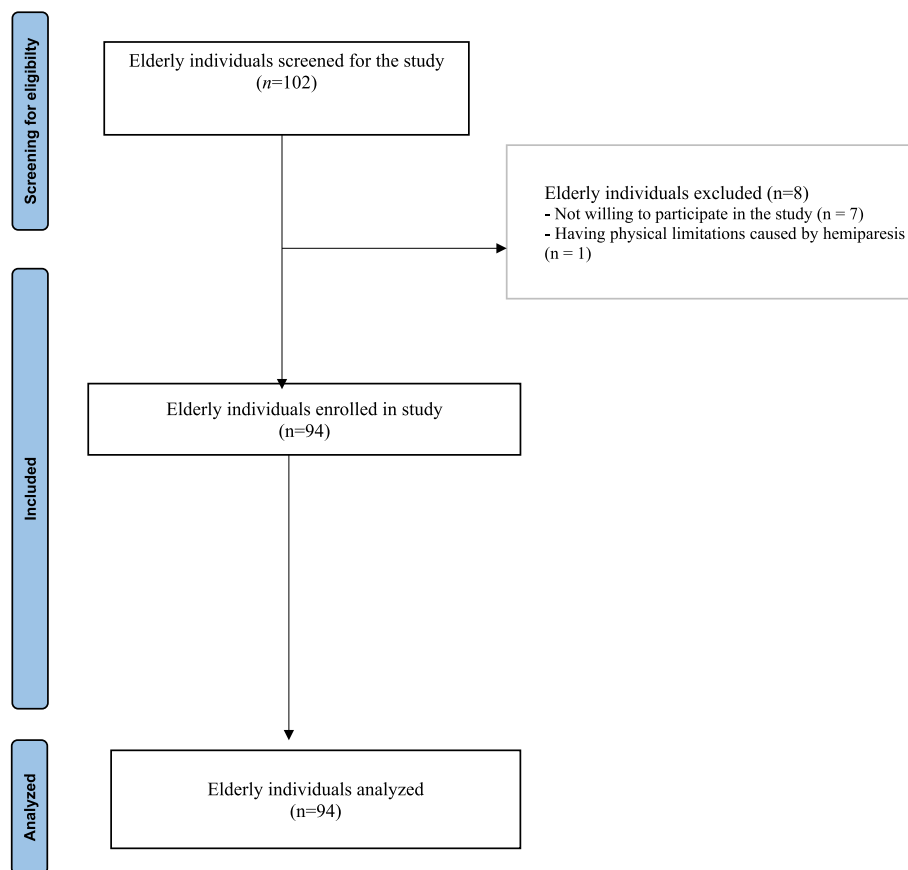 Screening for eligibilty
Elderly individuals screened for the study
(n=102)
Elderly individuals excluded (n=8)
- Not willing to participate in the study (n = 7)
- Having physical limitations caused by hemiparesis
(n = 1)
Included
Elderly individuals enrolled in study
(n=94)
Analyzed
Elderly individuals analyzed
(n=94)